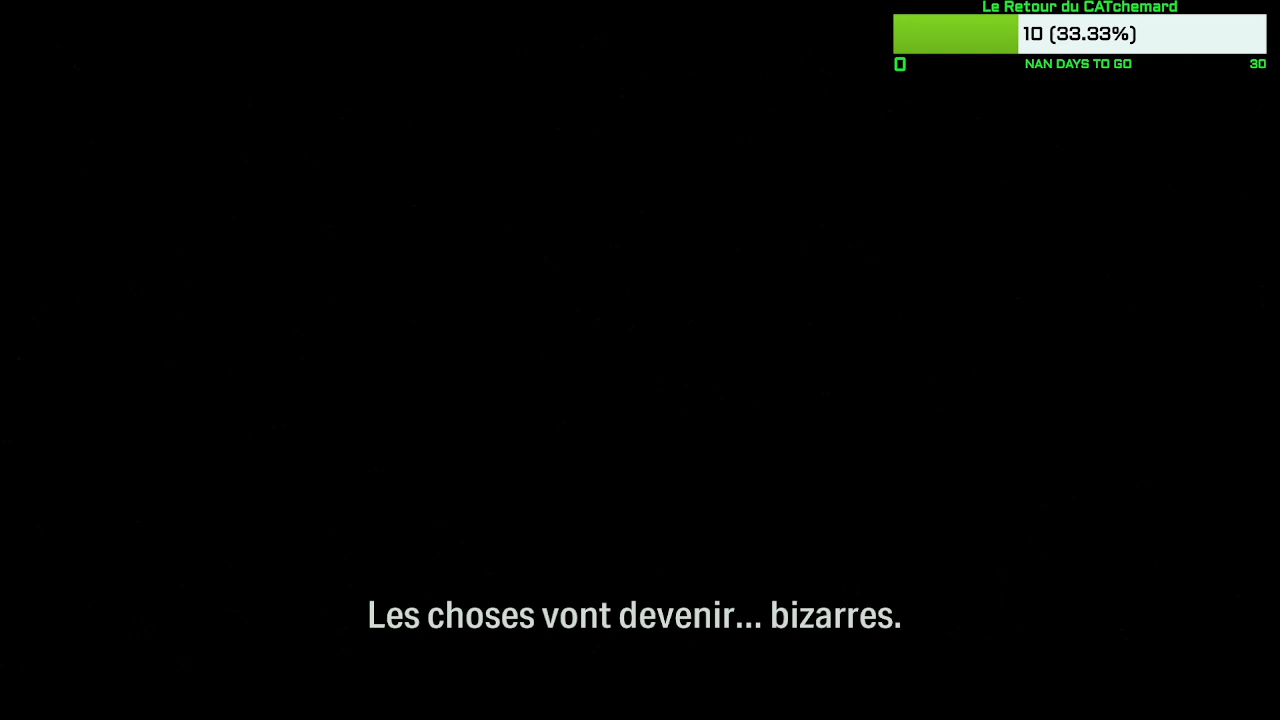 Le Retour du CATchemard
10 (33.33%)
0 NAN DAYS TO GO 30
Les choses vont devenir... bizarres.